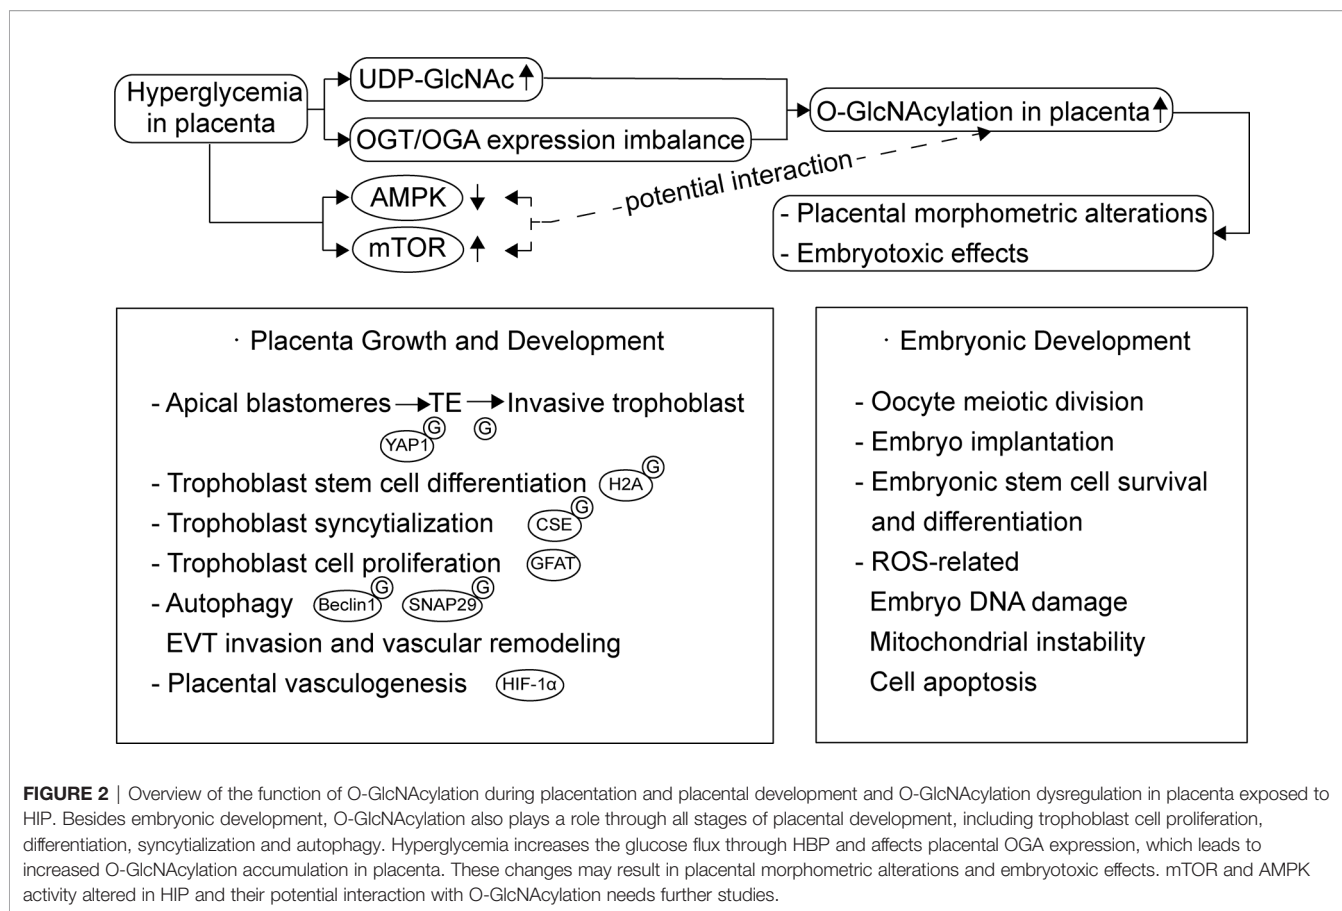 Hyperglycemia
in placenta
UDP-GlcNAc
OGT/OGA expression imbalance
O-GlcNAcylation in placenta
AMPK
mTOR
potential interaction
- Placental morphometric alterations
- Embryotoxic effects
· Placenta Growth and Development
- Apical blastomeres TE Invasive trophoblast
YAP1 G G
- Trophoblast stem cell differentiation H2A G
- Trophoblast syncytialization CSE G
- Trophoblast cell proliferation GFAT
- Autophagy Beclin1 G SNAP29 G
EVT invasion and vascular remodeling
- Placental vasculogenesis HIF-1α
· Embryonic Development
- Oocyte meiotic division
- Embryo implantation
- Embryonic stem cell survival
and differentiation
- ROS-related
Embryo DNA damage
Mitochondrial instability
Cell apoptosis
FIGURE 2 | Overview of the function of O-GlcNAcylation during placentation and placental development and O-GlcNAcylation dysregulation in placenta exposed to
HIP. Besides embryonic development, O-GlcNAcylation also plays a role through all stages of placental development, including trophoblast cell proliferation,
differentiation, syncytialization and autophagy. Hyperglycemia increases the glucose flux through HBP and affects placental OGA expression, which leads to
increased O-GlcNAcylation accumulation in placenta. These changes may result in placental morphometric alterations and embryotoxic effects. mTOR and AMPK
activity altered in HIP and their potential interaction with O-GlcNAcylation needs further studies.